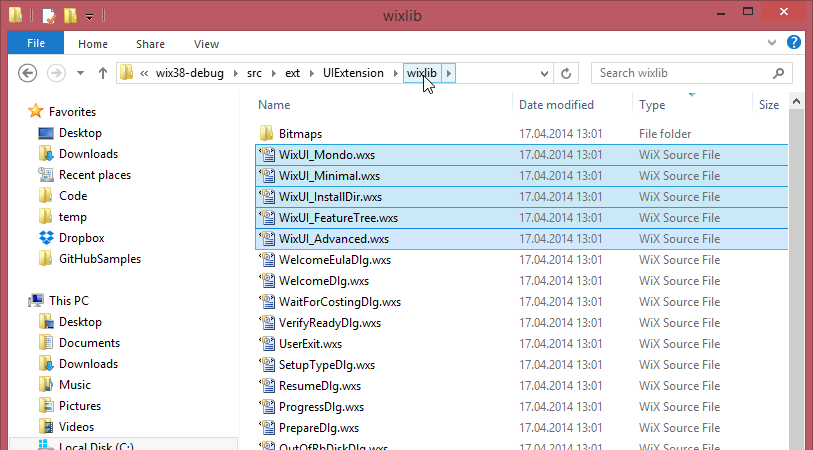 wixlib
File Home Share View
« wix38-debug src ext UIExtension wixlib Search wixlib
Name Date modified Type Size
Favorites
Desktop
Downloads
Recent places
Code
temp
Dropbox
GitHubSamples
This PC
Desktop
Documents
Downloads
Music
Pictures
Videos
Local Disk (C:)
Bitmaps 17.04.2014 13:01 File folder
WixUI_Mondo.wxs 17.04.2014 13:01 WiX Source File
WixUI_Minimal.wxs 17.04.2014 13:01 WiX Source File
WixUI_InstallDir.wxs 17.04.2014 13:01 WiX Source File
WixUI_FeatureTree.wxs 17.04.2014 13:01 WiX Source File
WixUI_Advanced.wxs 17.04.2014 13:01 WiX Source File
WelcomeEulaDlg.wxs 17.04.2014 13:01 WiX Source File
WelcomeDlg.wxs 17.04.2014 13:01 WiX Source File
WaitForCostingDlg.wxs 17.04.2014 13:01 WiX Source File
VerifyReadyDlg.wxs 17.04.2014 13:01 WiX Source File
UserExit.wxs 17.04.2014 13:01 WiX Source File
SetupTypeDlg.wxs 17.04.2014 13:01 WiX Source File
ResumeDlg.wxs 17.04.2014 13:01 WiX Source File
ProgressDlg.wxs 17.04.2014 13:01 WiX Source File
PrepareDlg.wxs 17.04.2014 13:01 WiX Source File
OutOfRbDiskDlg.wxs 17.04.2014 13:01 WiX Source File